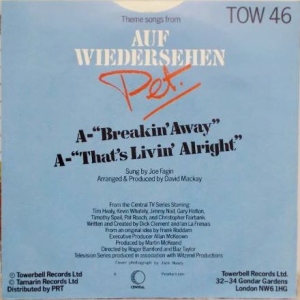 Theme songs from
TOW 46
AUF
WIEDERSEHEN
Pet.
A-"Breakin' Away"
A-"That's Livin' Alright"
Sung by Joe Fagin
Arranged & Produced by David Mackay
From the Central TV Series Starring:
Tim Healy, Kevin Whately, Jimmy Nail, Gary Holton,
Timothy Spall, Pat Roach, and Christopher Fairbank.
Written and Created by Dick Clement and Ian La Frenais
From an original idea by Frank Roddam
Executive Producer Allan McKeown
Produced by Martin McKeand
Directed by Roger Bamford and Baz Taylor
Television Series produced in association with Witzend Productions
Cover photograph by
CENTRAL
℗ Towerbell Records Ltd
© Tamarin Records Ltd
Distributed by PRT
Towerbell Records Ltd.
32–34 Gondar Gardens
London NW6 1HG